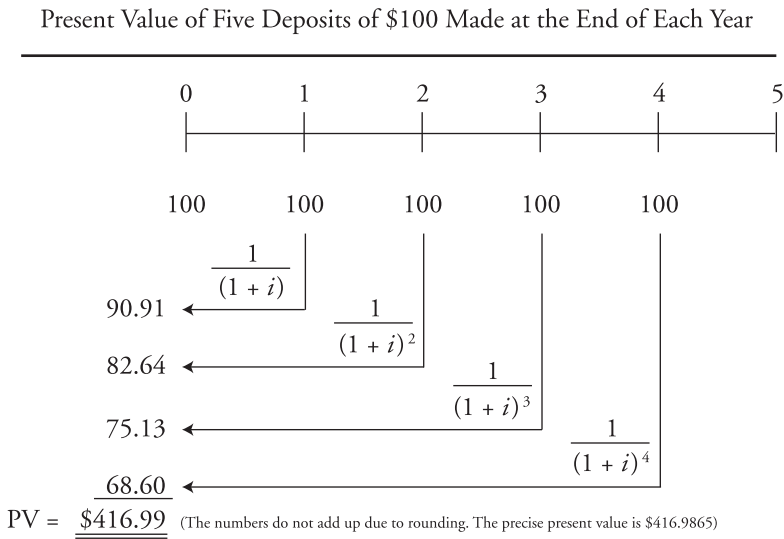 Present Value of Five Deposits of $100 Made at the End of Each Year
0 1 2 3 4 5
100 100 100 100 100
1
(1 + i)
90.91
1
(1 + i)²
82.64
1
(1 + i)³
75.13
1
(1 + i)⁴
68.60
PV = $416.99 (The numbers do not add up due to rounding. The precise present value is $416.9865)